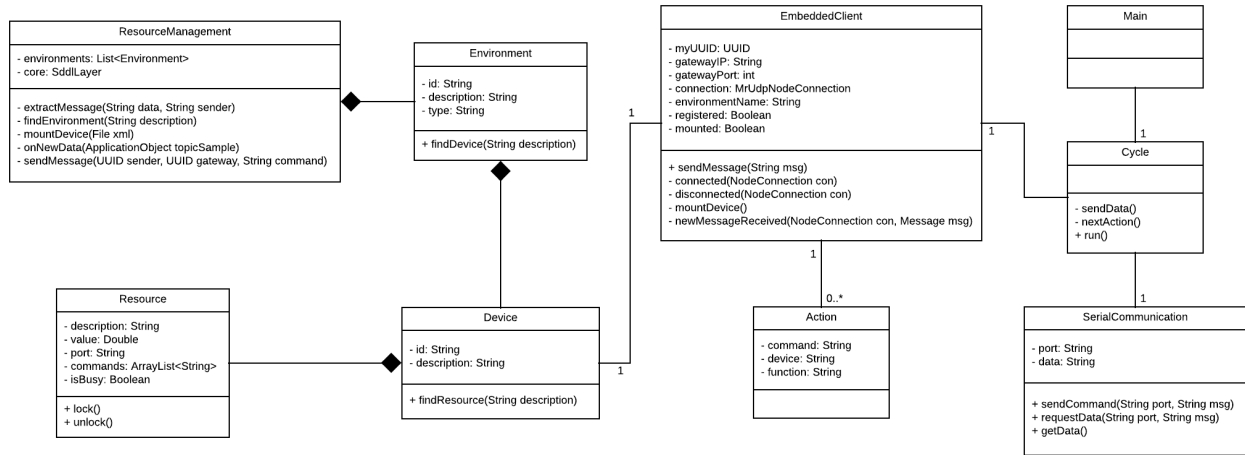 ResourceManagement
- environments: List<Environment>
- core: SddlLayer
- extractMessage(String data, String sender)
- findEnvironment(String description)
- mountDevice(File xml)
- onNewData(ApplicationObject topicSample)
- sendMessage(UUID sender, UUID gateway, String command)
Environment
- id: String
- description: String
- type: String
+ findDevice(String description)
EmbeddedClient
- myUUID: UUID
- gatewayIP: String
- gatewayPort: int
- connection: MrUdpNodeConnection
- environmentName: String
- registered: Boolean
- mounted: Boolean
+ sendMessage(String msg)
- connected(NodeConnection con)
- disconnected(NodeConnection con)
- mountDevice()
- newMessageReceived(NodeConnection con, Message msg)
Main
1
1
1
Cycle
- sendData()
- nextAction()
+ run()
1
0..*
1
Resource
- description: String
- value: Double
- port: String
- commands: ArrayList<String>
- isBusy: Boolean
+ lock()
+ unlock()
Device
- id: String
- description: String
+ findResource(String description)
1
Action
- command: String
- device: String
- function: String
SerialCommunication
- port: String
- data: String
+ sendCommand(String port, String msg)
+ requestData(String port, String msg)
+ getData()